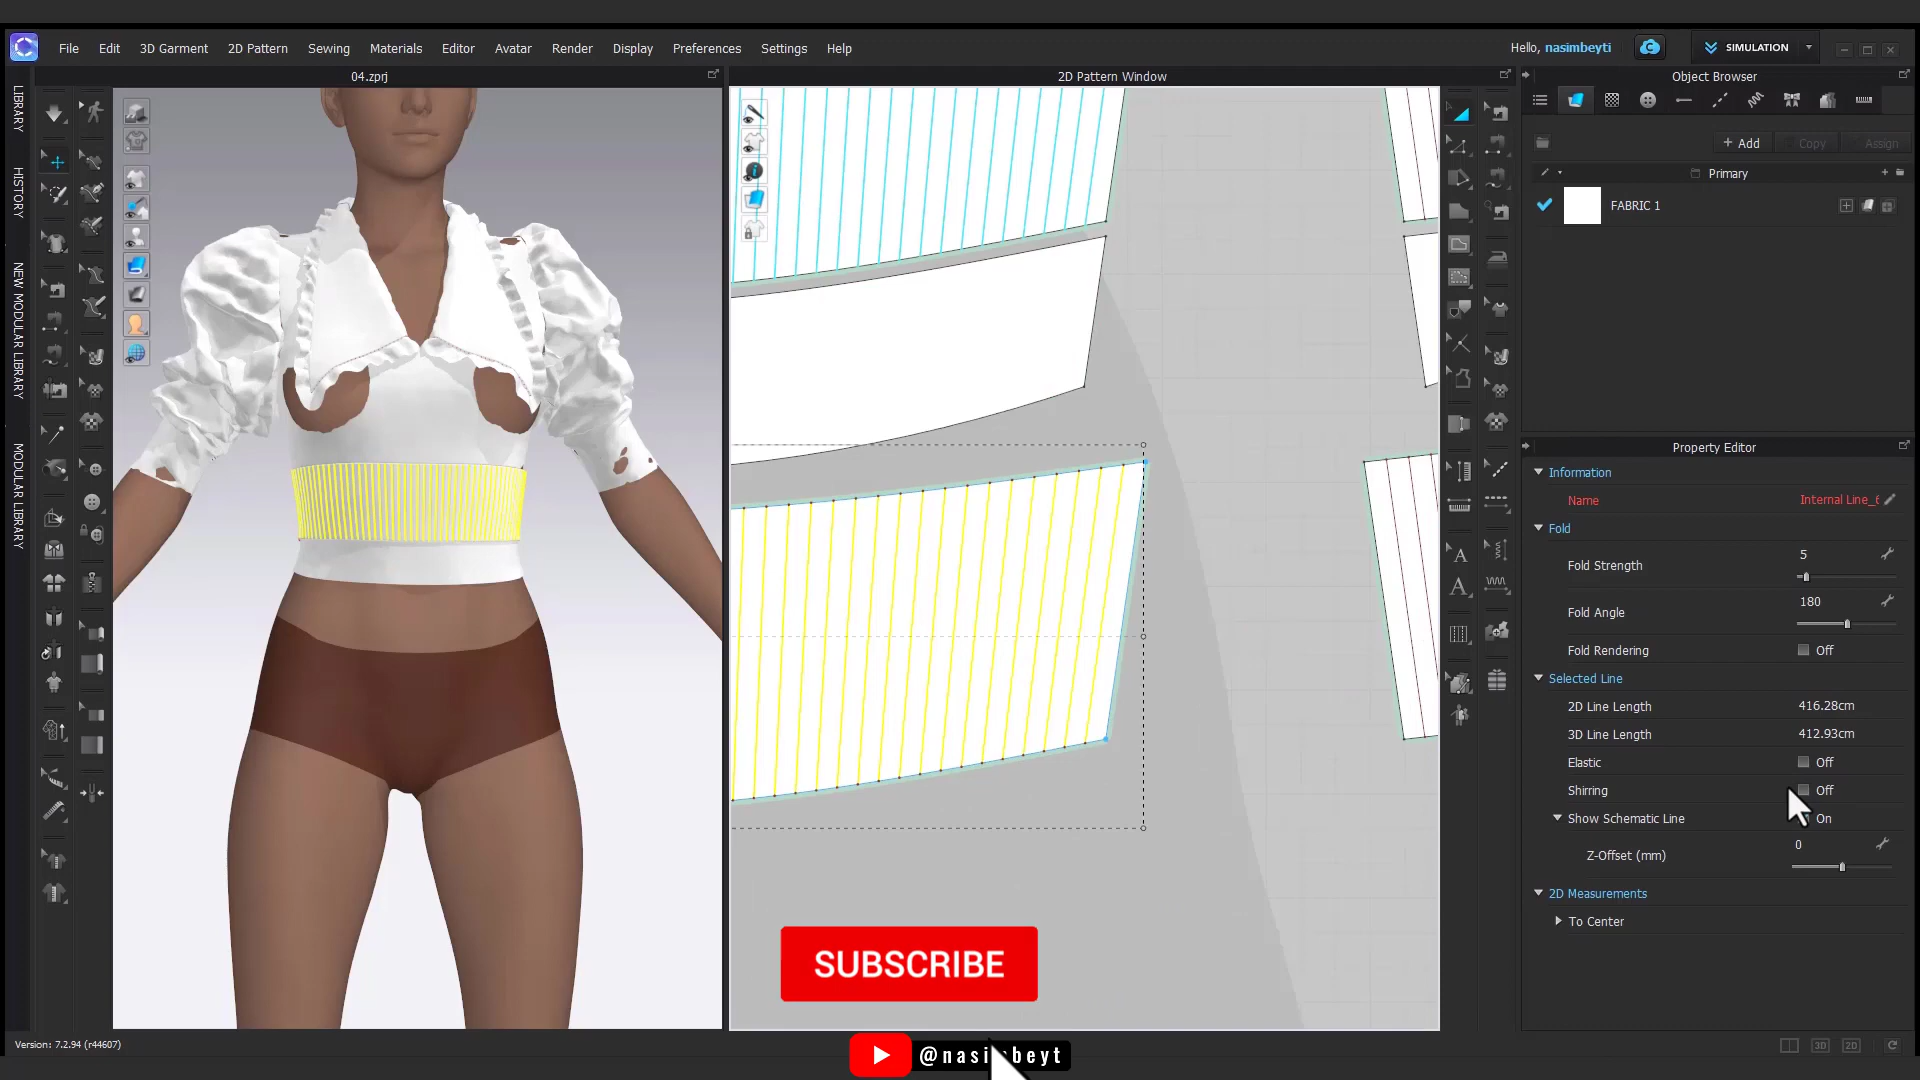 File Edit 3D Garment 2D Pattern Sewing Materials Editor Avatar Render Display Preferences Settings Help
Hello, nasimbeyti
SIMULATION
04.zprj
2D Pattern Window
Object Browser
LIBRARY
HISTORY
NEW MODULAR LIBRARY
MODULAR LIBRARY
+ Add Copy Assign
Primary
FABRIC 1
Property Editor
Information
Name Internal Line_
Fold
Fold Strength 5
Fold Angle 180
Fold Rendering Off
Selected Line
2D Line Length 416.28cm
3D Line Length 412.93cm
Elastic Off
Shirring Off
Show Schematic Line On
Z-Offset (mm) 0
2D Measurements
To Center
SUBSCRIBE
Version: 7.2.94 (r44607)
3D 2D